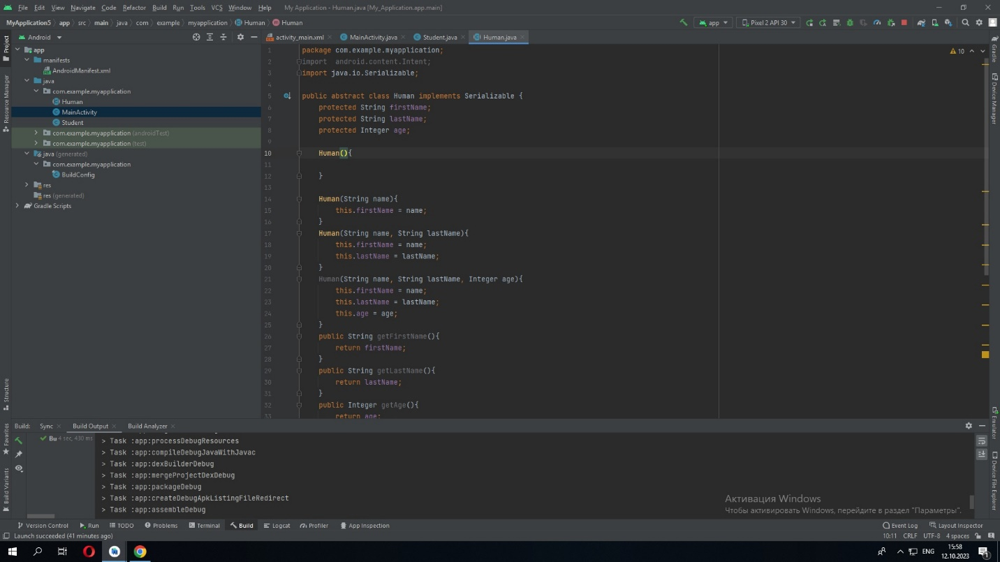 File Edit View Navigate Code Refactor Build Run Tools VCS Window Help My Application - Human.java [My_Application.app.main]
MyApplication5 app src main java com example myapplication Human Human
app Pixel 2 API 30
Android
activity_main.xml MainActivity.java Student.java Human.java
Project
Resource Manager
Structure
Favorites
Build Variants
app
manifests
AndroidManifest.xml
java
com.example.myapplication
Human
MainActivity
Student
com.example.myapplication (androidTest)
com.example.myapplication (test)
java (generated)
com.example.myapplication
BuildConfig
res
res (generated)
Gradle Scripts
10
1 package com.example.myapplication;
2 import android.content.Intent;
3 import java.io.Serializable;
4
5 public abstract class Human implements Serializable {
6 protected String firstName;
7 protected String lastName;
8 protected Integer age;
9
10 Human(){
11
12 }
13
14 Human(String name){
15 this.firstName = name;
16 }
17 Human(String name, String lastName){
18 this.firstName = name;
19 this.lastName = lastName;
20 }
21 Human(String name, String lastName, Integer age){
22 this.firstName = name;
23 this.lastName = lastName;
24 this.age = age;
25 }
26 public String getFirstName(){
27 return firstName;
28 }
29 public String getLastName(){
30 return lastName;
31 }
32 public Integer getAge(){
33 return age;
Gradle
Device Manager
Emulator
Device File Explorer
Build: Sync Build Output Build Analyzer
Bu 4 sec, 430 ms
> Task :app:processDebugResources
> Task :app:compileDebugJavaWithJavac
> Task :app:dexBuilderDebug
> Task :app:mergeProjectDexDebug
> Task :app:packageDebug
> Task :app:createDebugApkListingFileRedirect
> Task :app:assembleDebug
Активация Windows
Чтобы активировать Windows, перейдите в раздел "Параметры".
Version Control Run TODO Problems Terminal Build Logcat Profiler App Inspection Event Log Layout Inspector
Launch succeeded (41 minutes ago) 10:11 CRLF UTF-8 4 spaces
ENG
15:58
12.10.2023
1